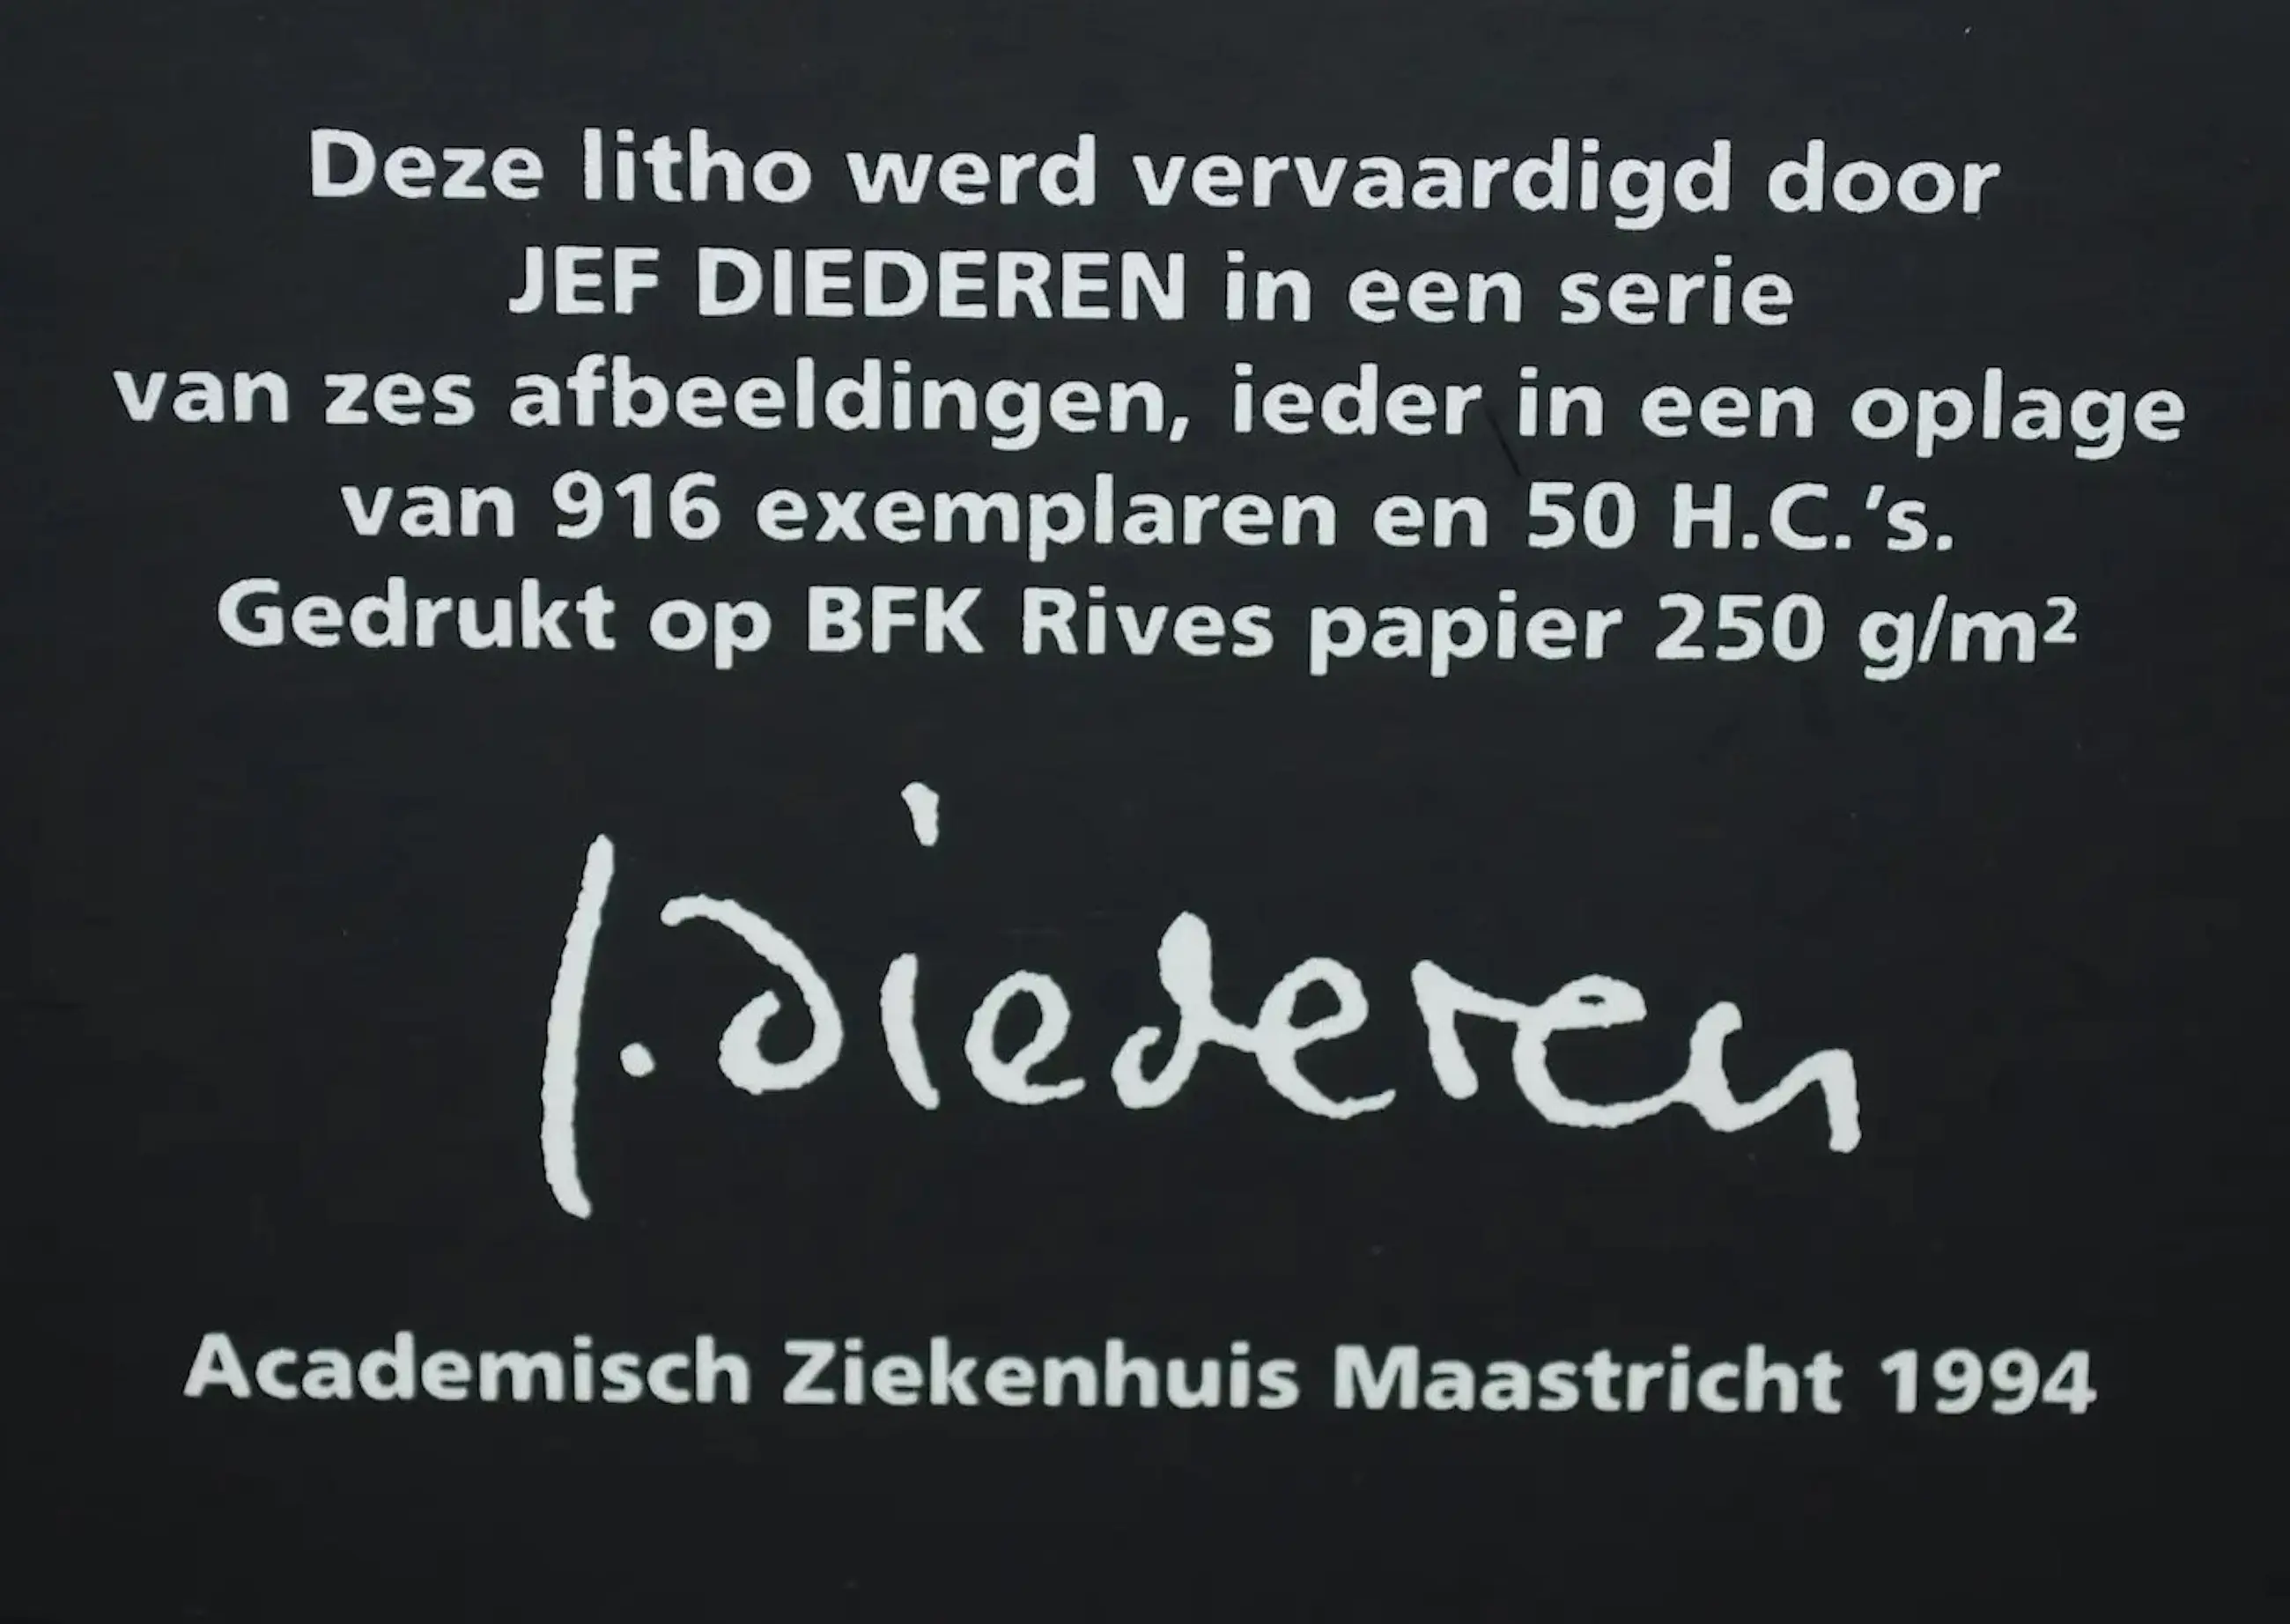 Deze litho werd vervaardigd door
JEF DIEDEREN in een serie
van zes afbeeldingen, ieder in een oplage
van 916 exemplaren en 50 H.C.'s.
Gedrukt op BFK Rives papier 250 g/m²
J. Diederen
Academisch Ziekenhuis Maastricht 1994